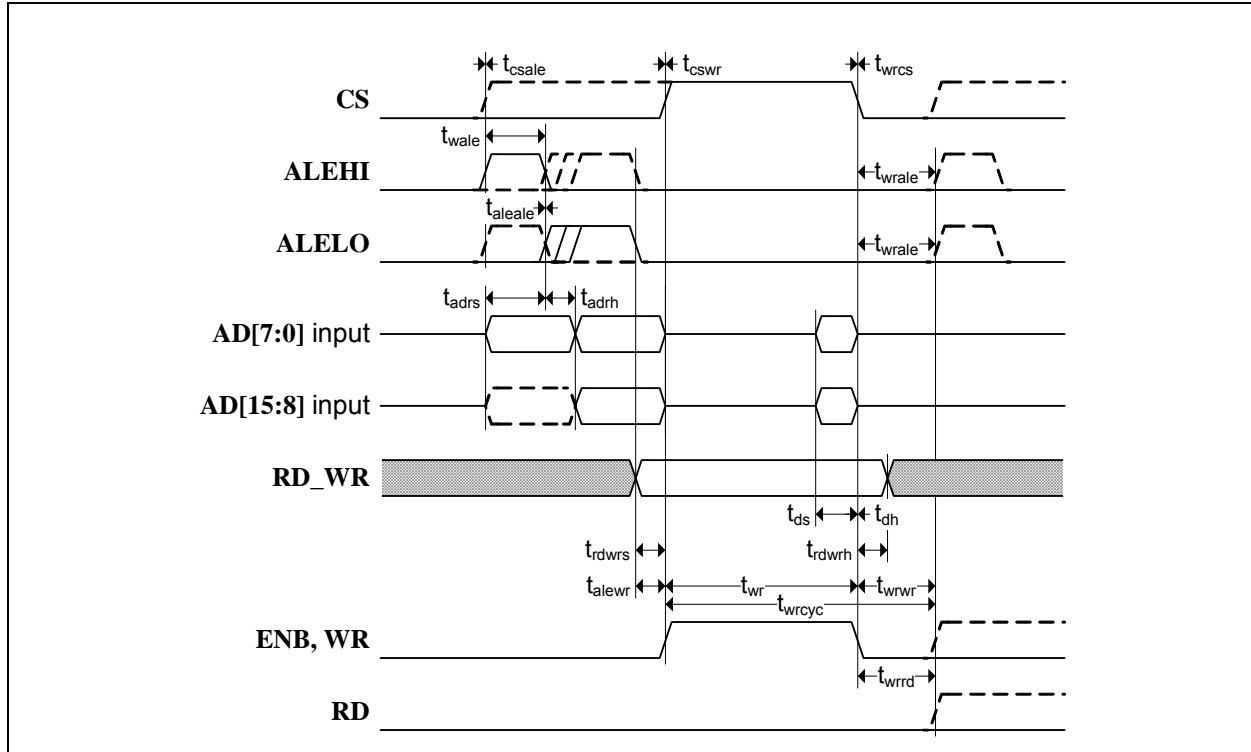 tcsale tcswr twrcs
CS
twale
ALEHI
twrale
taleale
ALELO
twrale
tadrs tadrh
AD[7:0] input
AD[15:8] input
RD_WR
tds tdh
trdwrs trdwrh
talewr twr twrwr
twrcyc
ENB, WR
twrrd
RD